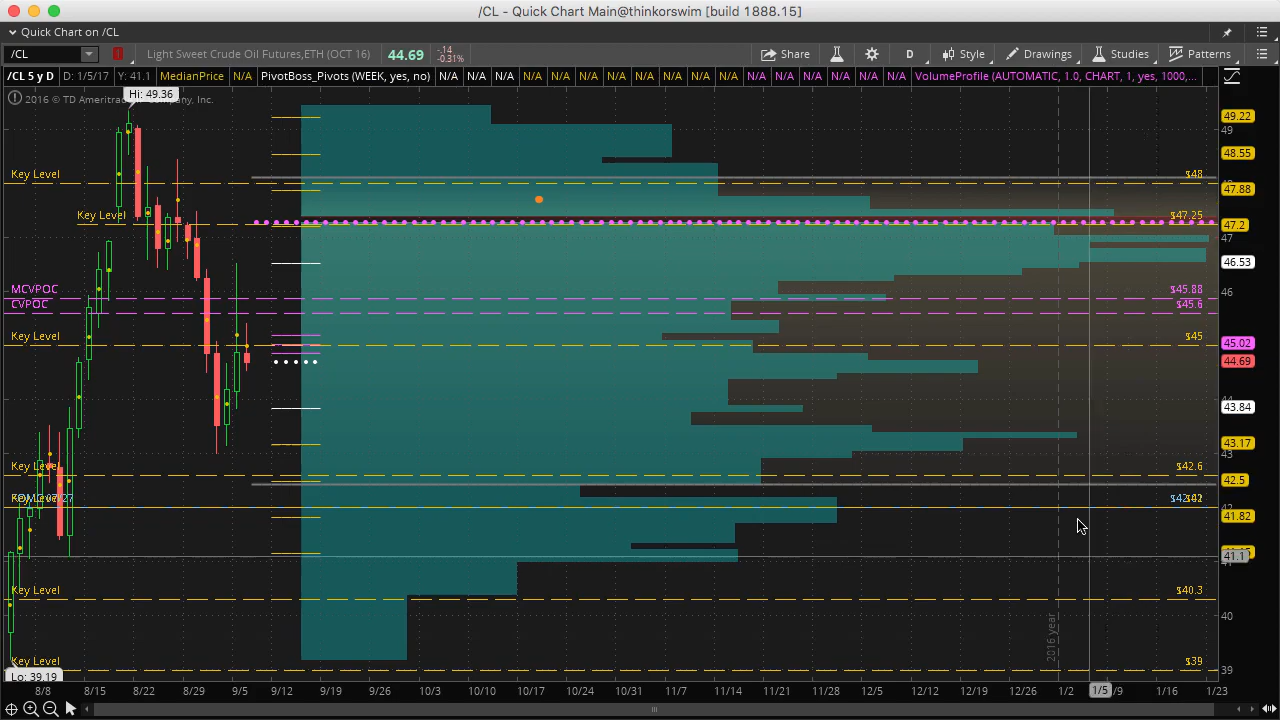 /CL - Quick Chart Main@thinkorswim [build 1888.15]
Quick Chart on /CL
/CL Light Sweet Crude Oil Futures,ETH (OCT 16) 44.69 -.14 -0.31% Share D Style Drawings Studies Patterns
/CL 5 y D D: 1/5/17 Y: 41.1 MedianPrice N/A PivotBoss_Pivots (WEEK, yes, no) N/A N/A N/A N/A N/A N/A N/A N/A N/A N/A N/A N/A N/A N/A N/A N/A VolumeProfile (AUTOMATIC, 1.0, CHART, 1, yes, 1000,...
2016 © TD Ameritrade Company, Inc.
Hi: 49.36
49.22
49
48.55
Key Level $48
47.88
Key Level $47.25
47.2
47
46.53
MCVPOC $45.88
46
CVPOC $45.6
Key Level $45
45.02
44.69
43.84
43.17
43
Key Level $42.6
42.5
Key Level
42
41.82
41.1
Key Level $40.3
40
2016 year
Key Level $39
39
Lo: 39.19
8/8 8/15 8/22 8/29 9/5 9/12 9/19 9/26 10/3 10/10 10/17 10/24 10/31 11/7 11/14 11/21 11/28 12/5 12/12 12/19 12/26 1/2 1/5 /9 1/16 1/23